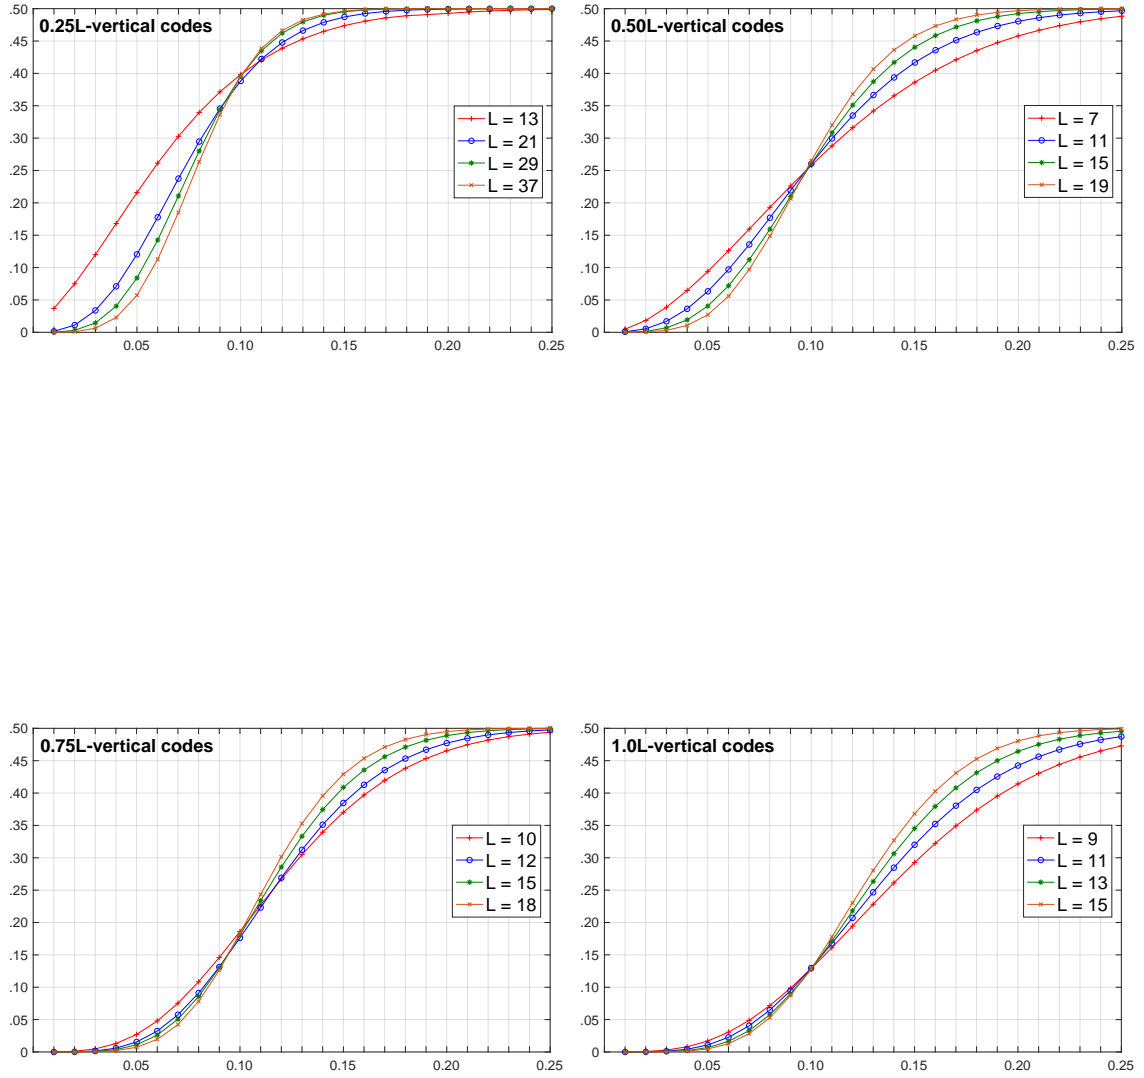 0.25L-vertical codes
.50
.45
.40
.35
.30
.25
.20
.15
.10
.05
0
0.05 0.10 0.15 0.20 0.25
L = 13
L = 21
L = 29
L = 37
0.50L-vertical codes
.50
.45
.40
.35
.30
.25
.20
.15
.10
.05
0
0.05 0.10 0.15 0.20 0.25
L = 7
L = 11
L = 15
L = 19
0.75L-vertical codes
.50
.45
.40
.35
.30
.25
.20
.15
.10
.05
0
0.05 0.10 0.15 0.20 0.25
L = 10
L = 12
L = 15
L = 18
1.0L-vertical codes
.50
.45
.40
.35
.30
.25
.20
.15
.10
.05
0
0.05 0.10 0.15 0.20 0.25
L = 9
L = 11
L = 13
L = 15